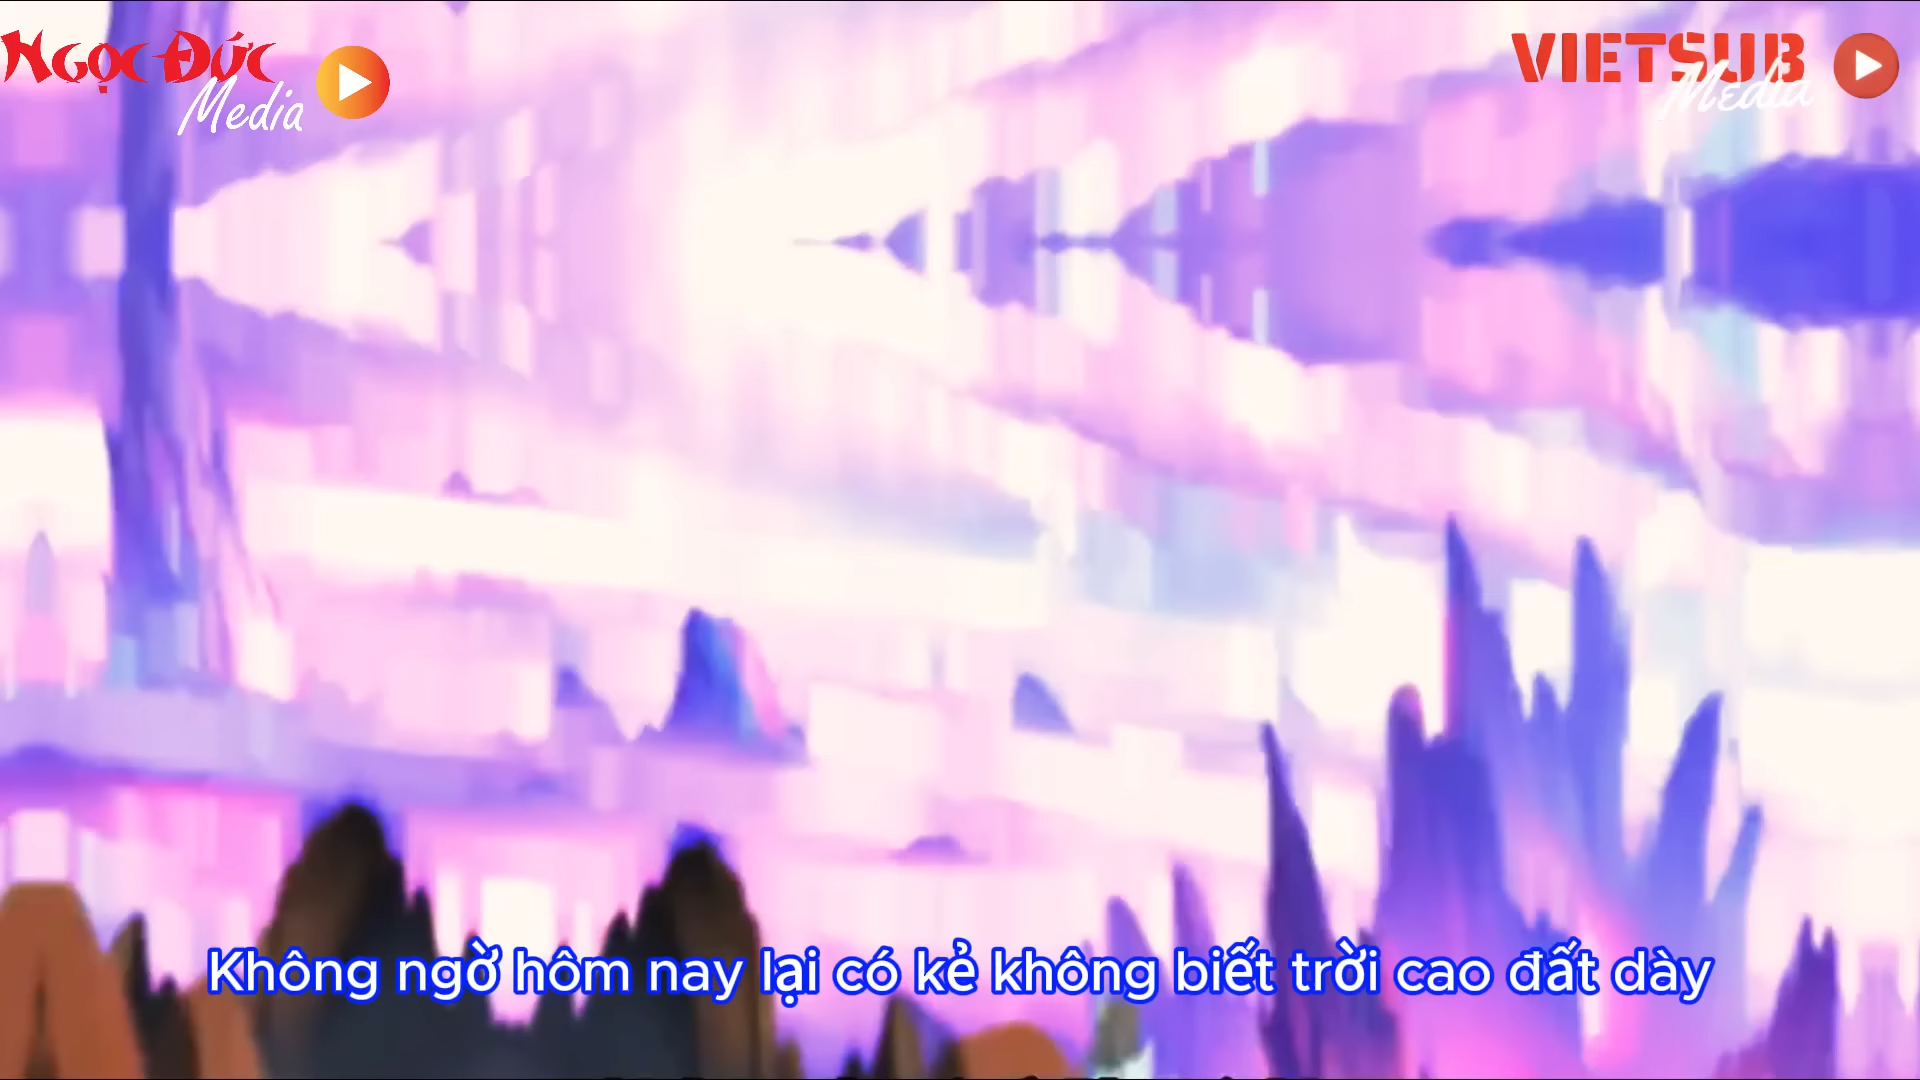 Ngọc Đức
Media
VIETSUB
Media
Không ngờ hôm nay lại có kẻ không biết trời cao đất dày